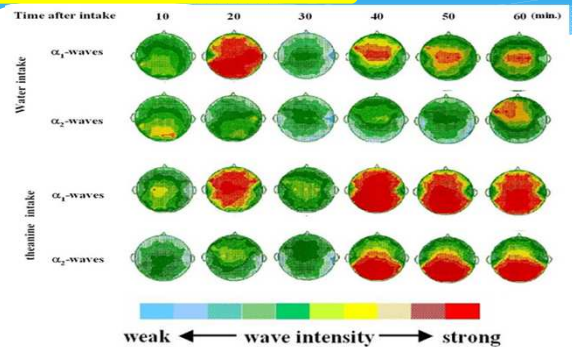 Time after intake 10 20 30 40 50 60 (min.)
Water intake
α1-waves
α2-waves
theanine intake
α1-waves
α2-waves
weak wave intensity strong